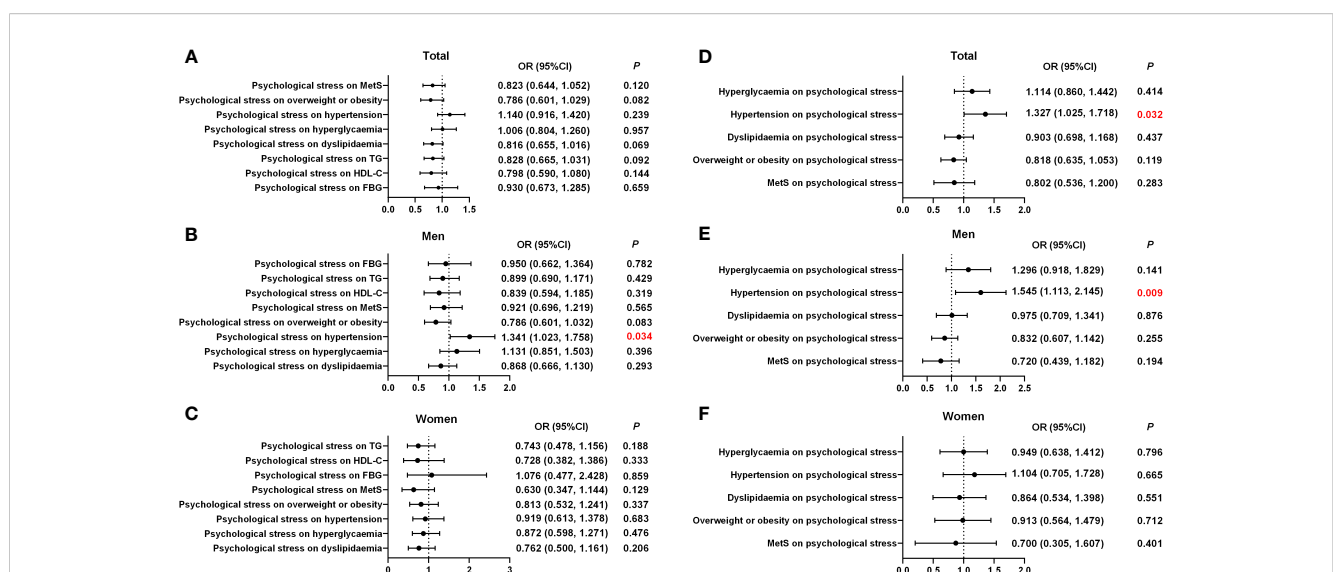 A
Total
OR (95%CI) P
Psychological stress on MetS 0.823 (0.644, 1.052) 0.120
Psychological stress on overweight or obesity 0.786 (0.601, 1.029) 0.082
Psychological stress on hypertension 1.140 (0.916, 1.420) 0.239
Psychological stress on hyperglycaemia 1.006 (0.804, 1.260) 0.957
Psychological stress on dyslipidaemia 0.816 (0.655, 1.016) 0.069
Psychological stress on TG 0.828 (0.665, 1.031) 0.092
Psychological stress on HDL-C 0.798 (0.590, 1.080) 0.144
Psychological stress on FBG 0.930 (0.673, 1.285) 0.659
0.0 0.5 1.0 1.5
B
Men
OR (95%CI) P
Psychological stress on FBG 0.950 (0.662, 1.364) 0.782
Psychological stress on TG 0.899 (0.690, 1.171) 0.429
Psychological stress on HDL-C 0.839 (0.594, 1.185) 0.319
Psychological stress on MetS 0.921 (0.696, 1.219) 0.565
Psychological stress on overweight or obesity 0.786 (0.601, 1.032) 0.083
Psychological stress on hypertension 1.341 (1.023, 1.758) 0.034
Psychological stress on hyperglycaemia 1.131 (0.851, 1.503) 0.396
Psychological stress on dyslipidaemia 0.868 (0.666, 1.130) 0.293
0.0 0.5 1.0 1.5 2.0
C
Women
OR (95%CI) P
Psychological stress on TG 0.743 (0.478, 1.156) 0.188
Psychological stress on HDL-C 0.728 (0.382, 1.386) 0.333
Psychological stress on FBG 1.076 (0.477, 2.428) 0.859
Psychological stress on MetS 0.630 (0.347, 1.144) 0.129
Psychological stress on overweight or obesity 0.813 (0.532, 1.241) 0.337
Psychological stress on hypertension 0.919 (0.613, 1.378) 0.683
Psychological stress on hyperglycaemia 0.872 (0.598, 1.271) 0.476
Psychological stress on dyslipidaemia 0.762 (0.500, 1.161) 0.206
0 1 2 3
D
Total
OR (95%CI) P
Hyperglycaemia on psychological stress 1.114 (0.860, 1.442) 0.414
Hypertension on psychological stress 1.327 (1.025, 1.718) 0.032
Dyslipidaemia on psychological stress 0.903 (0.698, 1.168) 0.437
Overweight or obesity on psychological stress 0.818 (0.635, 1.053) 0.119
MetS on psychological stress 0.802 (0.536, 1.200) 0.283
0.0 0.5 1.0 1.5 2.0
E
Men
OR (95%CI) P
Hyperglycaemia on psychological stress 1.296 (0.918, 1.829) 0.141
Hypertension on psychological stress 1.545 (1.113, 2.145) 0.009
Dyslipidaemia on psychological stress 0.975 (0.709, 1.341) 0.876
Overweight or obesity on psychological stress 0.832 (0.607, 1.142) 0.255
MetS on psychological stress 0.720 (0.439, 1.182) 0.194
0.0 0.5 1.0 1.5 2.0 2.5
F
Women
OR (95%CI) P
Hyperglycaemia on psychological stress 0.949 (0.638, 1.412) 0.796
Hypertension on psychological stress 1.104 (0.705, 1.728) 0.665
Dyslipidaemia on psychological stress 0.864 (0.534, 1.398) 0.551
Overweight or obesity on psychological stress 0.913 (0.564, 1.479) 0.712
MetS on psychological stress 0.700 (0.305, 1.607) 0.401
0.0 0.5 1.0 1.5 2.0